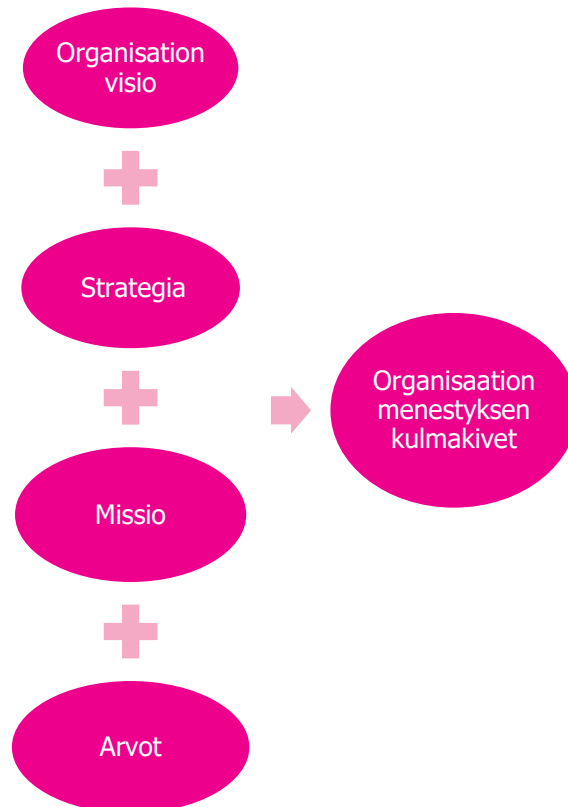 Organisation
visio
Strategia
Missio
Arvot
Organisaation
menestyksen
kulmakivet